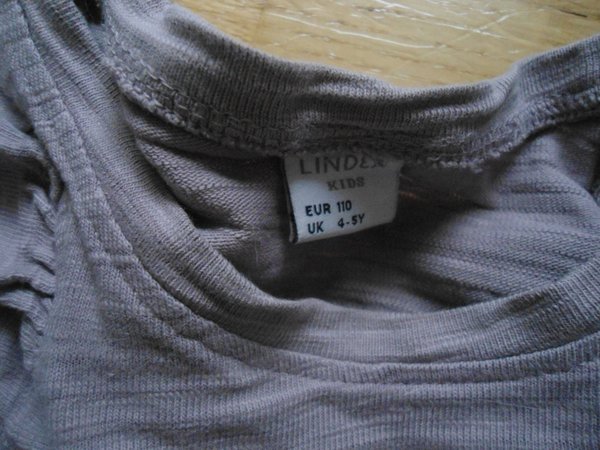 LINDEX
KIDS
EUR 110
UK 4-5Y